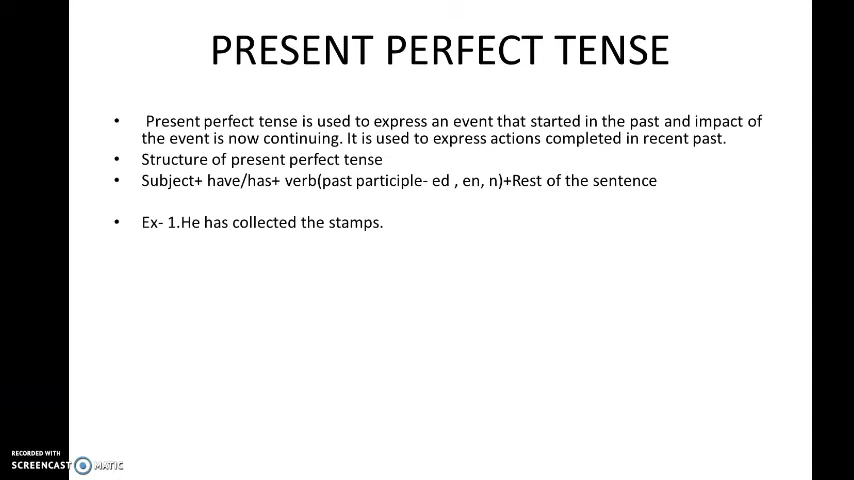 PRESENT PERFECT TENSE
• Present perfect tense is used to express an event that started in the past and impact of
the event is now continuing. It is used to express actions completed in recent past.
• Structure of present perfect tense
• Subject+ have/has+ verb(past participle- ed , en, n)+Rest of the sentence
• Ex- 1.He has collected the stamps.
RECORDED WITH
SCREENCAST MATIC